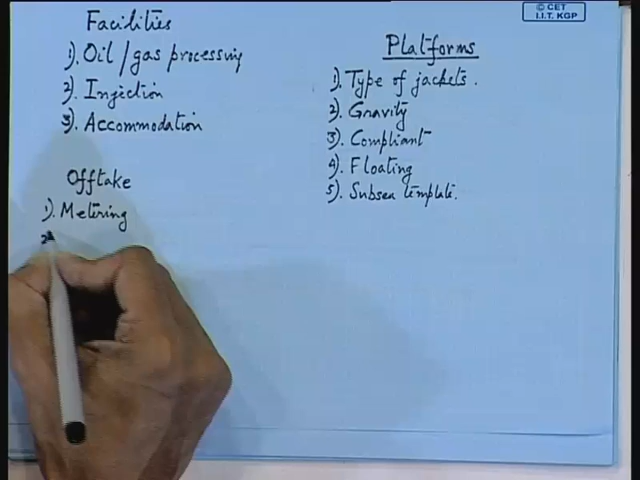 © CET
I.I.T. KGP
Facilities
1). Oil / gas processing
2). Injection
3). Accommodation
Offtake
1). Metering
2
Platforms
1). Type of jackets.
2). Gravity
3). Compliant
4). Floating
5). Subsea template.